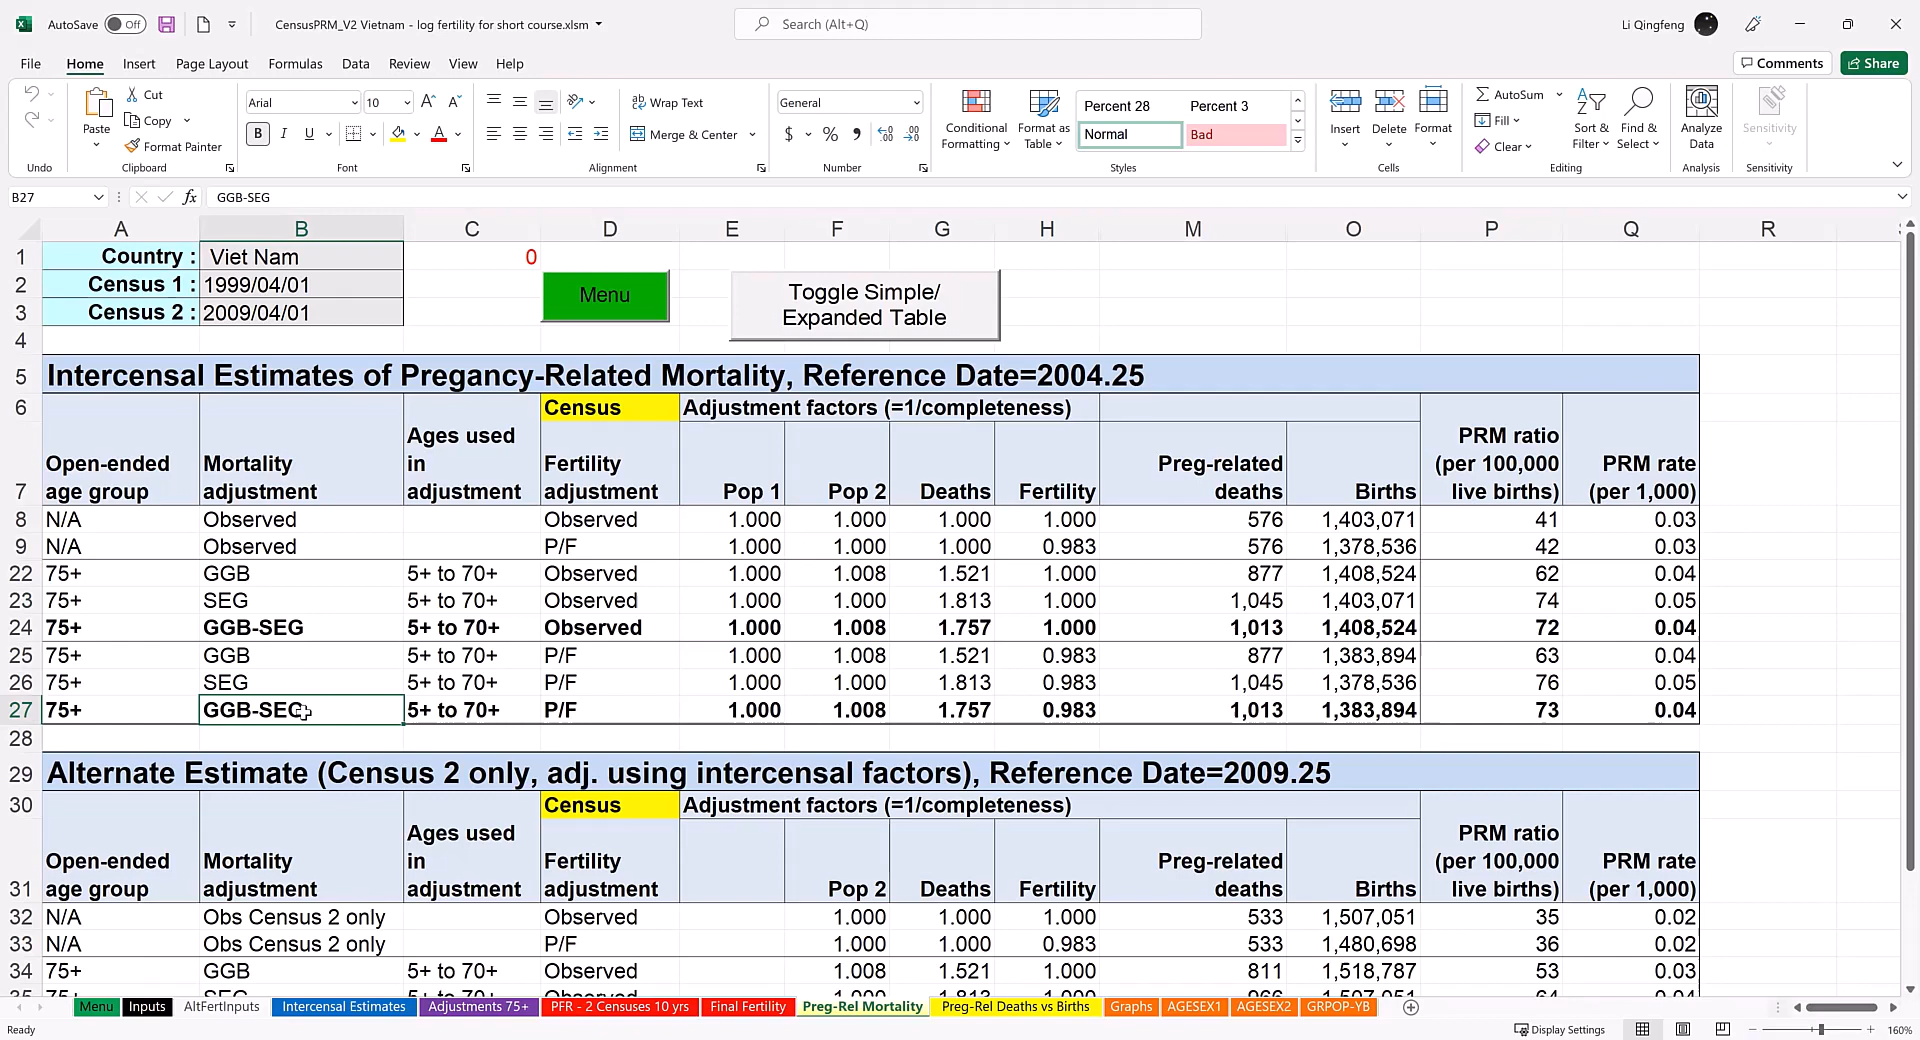 AutoSave Off CensusPRM_V2 Vietnam - log fertility for short course.xlsm Search (Alt+Q) Li Qingfeng
File Home Insert Page Layout Formulas Data Review View Help Comments Share
Undo
Paste
Cut
Copy
Format Painter
Clipboard
Arial 10
B I U
Font
Wrap Text
Merge & Center
Alignment
General
$ % ,
Number
Conditional Formatting
Format as Table
Percent 28 Percent 3
Normal Bad
Styles
Insert Delete Format
Cells
AutoSum
Fill
Clear
Sort & Filter
Find & Select
Editing
Analyze Data
Analysis
Sensitivity
Sensitivity
B27 fx GGB-SEG
A B C D E F G H M O P Q R
1 Country : Viet Nam 0
2 Census 1 : 1999/04/01
3 Census 2 : 2009/04/01
Menu
Toggle Simple/
Expanded Table
4
5 Intercensal Estimates of Pregancy-Related Mortality, Reference Date=2004.25
6 Census Adjustment factors (=1/completeness)
7 Open-ended age group Mortality adjustment Ages used in adjustment Fertility adjustment Pop 1 Pop 2 Deaths Fertility Preg-related deaths Births PRM ratio (per 100,000 live births) PRM rate (per 1,000)
8 N/A Observed Observed 1.000 1.000 1.000 1.000 576 1,403,071 41 0.03
9 N/A Observed P/F 1.000 1.000 1.000 0.983 576 1,378,536 42 0.03
22 75+ GGB 5+ to 70+ Observed 1.000 1.008 1.521 1.000 877 1,408,524 62 0.04
23 75+ SEG 5+ to 70+ Observed 1.000 1.000 1.813 1.000 1,045 1,403,071 74 0.05
24 75+ GGB-SEG 5+ to 70+ Observed 1.000 1.008 1.757 1.000 1,013 1,408,524 72 0.04
25 75+ GGB 5+ to 70+ P/F 1.000 1.008 1.521 0.983 877 1,383,894 63 0.04
26 75+ SEG 5+ to 70+ P/F 1.000 1.000 1.813 0.983 1,045 1,378,536 76 0.05
27 75+ GGB-SEG 5+ to 70+ P/F 1.000 1.008 1.757 0.983 1,013 1,383,894 73 0.04
28
29 Alternate Estimate (Census 2 only, adj. using intercensal factors), Reference Date=2009.25
30 Census Adjustment factors (=1/completeness)
31 Open-ended age group Mortality adjustment Ages used in adjustment Fertility adjustment Pop 2 Deaths Fertility Preg-related deaths Births PRM ratio (per 100,000 live births) PRM rate (per 1,000)
32 N/A Obs Census 2 only Observed 1.000 1.000 1.000 533 1,507,051 35 0.02
33 N/A Obs Census 2 only P/F 1.000 1.000 0.983 533 1,480,698 36 0.02
34 75+ GGB 5+ to 70+ Observed 1.008 1.521 1.000 811 1,518,787 53 0.03
Menu Inputs AltFertInputs Intercensal Estimates Adjustments 75+ PFR - 2 Censuses 10 yrs Final Fertility Preg-Rel Mortality Preg-Rel Deaths vs Births Graphs AGESEX1 AGESEX2 GRPOP-YB
Ready Display Settings 160%